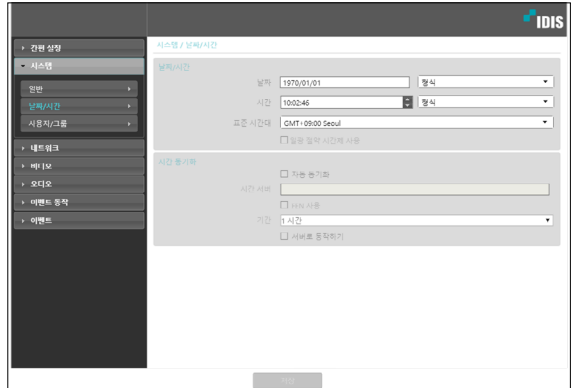 IDIS
간편 설정
시스템
일반
날짜/시간
사용자/그룹
네트워크
비디오
오디오
이벤트 동작
이벤트
시스템 / 날짜/시간
날짜/시간
날짜 1970/01/01 형식
시간 10:02:46 형식
표준 시간대 GMT+09:00 Seoul
일광 절약 시간제 사용
시간 동기화
자동 동기화
시간 서버
FEN 사용
기간 1 시간
서버로 동작하기
저장